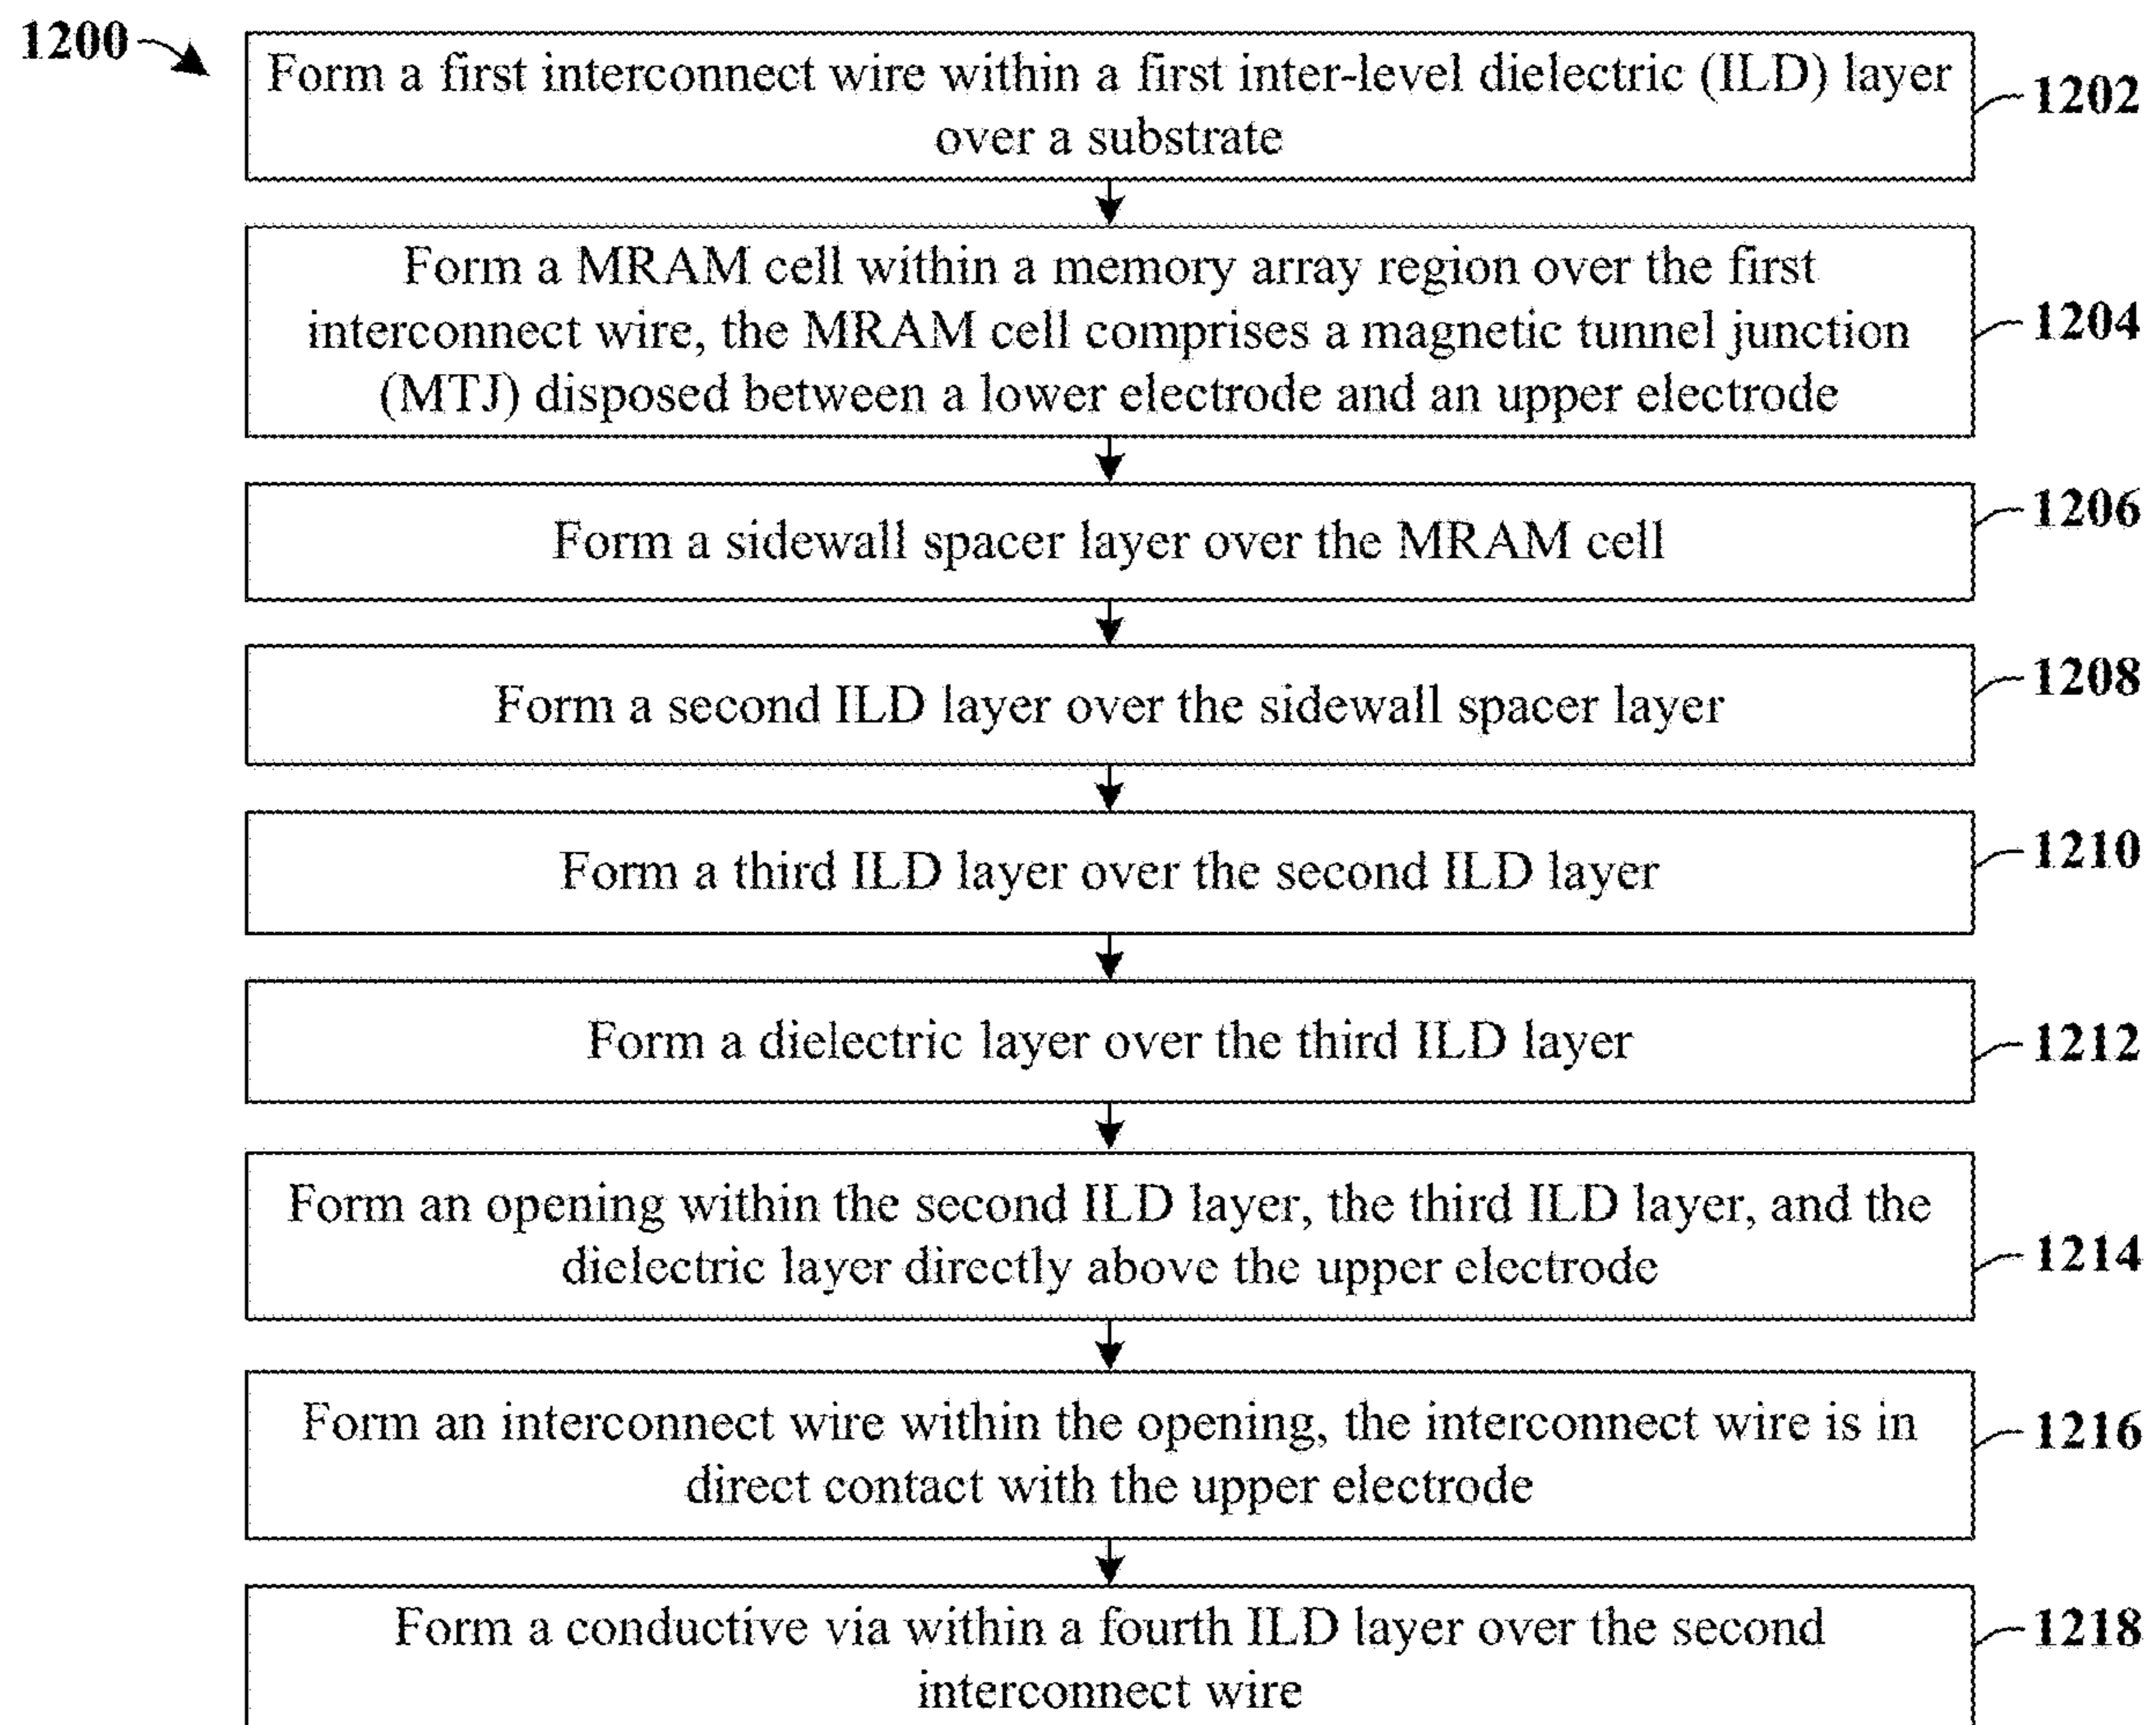 1200
Form a first interconnect wire within a first inter-level dielectric (ILD) layer
over a substrate
1202
Form a MRAM cell within a memory array region over the first
interconnect wire, the MRAM cell comprises a magnetic tunnel junction
(MTJ) disposed between a lower electrode and an upper electrode
1204
Form a sidewall spacer layer over the MRAM cell
1206
Form a second ILD layer over the sidewall spacer layer
1208
Form a third ILD layer over the second ILD layer
1210
Form a dielectric layer over the third ILD layer
1212
Form an opening within the second ILD layer, the third ILD layer, and the
dielectric layer directly above the upper electrode
1214
Form an interconnect wire within the opening, the interconnect wire is in
direct contact with the upper electrode
1216
Form a conductive via within a fourth ILD layer over the second
interconnect wire
1218